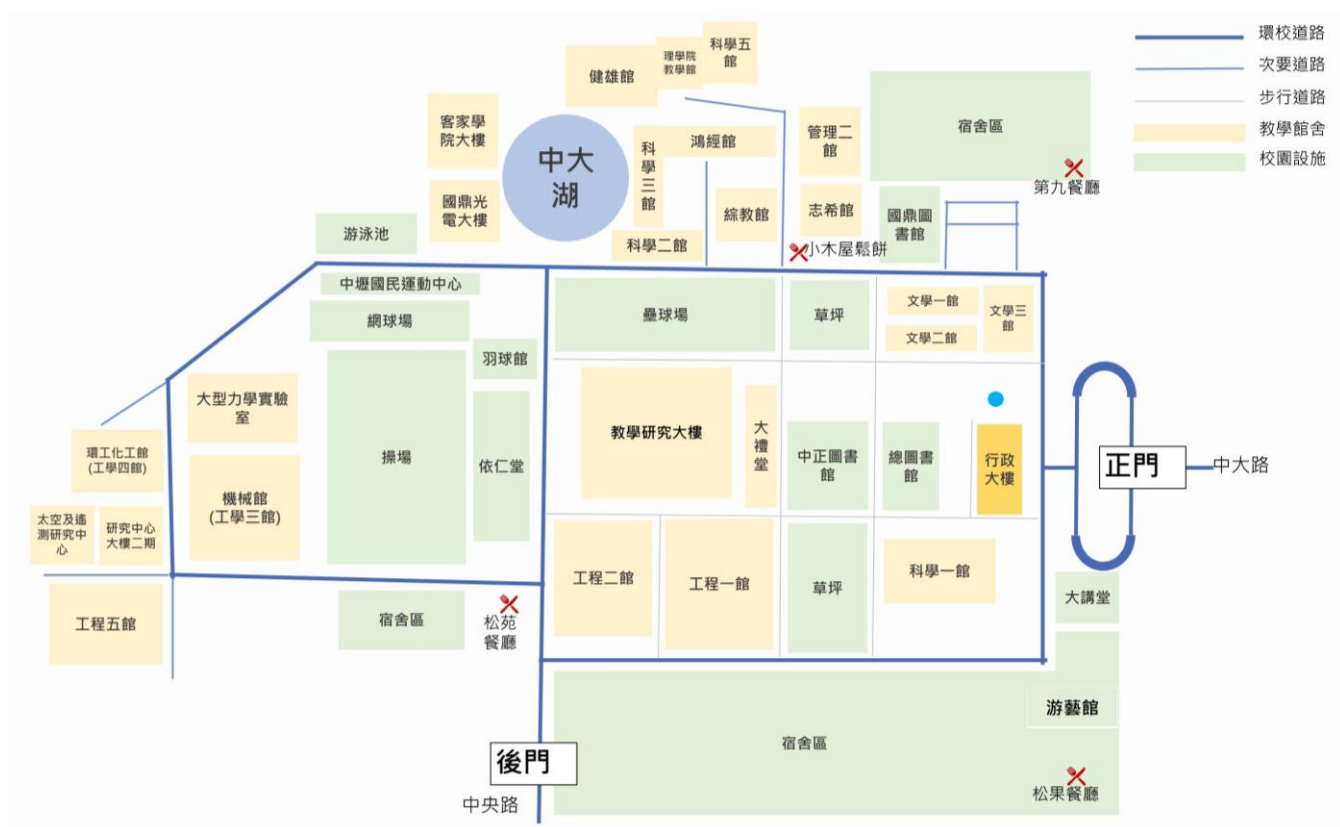 環校道路
次要道路
步行道路
教學館舍
校園設施
科學五
館
理學院
教學館
健雄館
客家學
院大樓
中大
湖
科
學
三
館
鴻經館
管理二
館
宿舍區
第九餐廳
國鼎光
電大樓
綜教館
志希館
國鼎圖
書館
游泳池
科學二館
小木屋鬆餅
中壢國民運動中心
網球場
壘球場
草坪
文學一館
文學二館
文學三
館
羽球館
大型力學實驗
室
操場
依仁堂
教學研究大樓
大
禮
堂
中正圖書
館
總圖書
館
行政
大樓
正門
中大路
環工化工館
(工學四館)
機械館
(工學三館)
太空及遙
測研究中
心
研究中心
大樓二期
工程二館
工程一館
草坪
科學一館
大講堂
工程五館
宿舍區
松苑
餐廳
游藝館
宿舍區
後門
中央路
松果餐廳